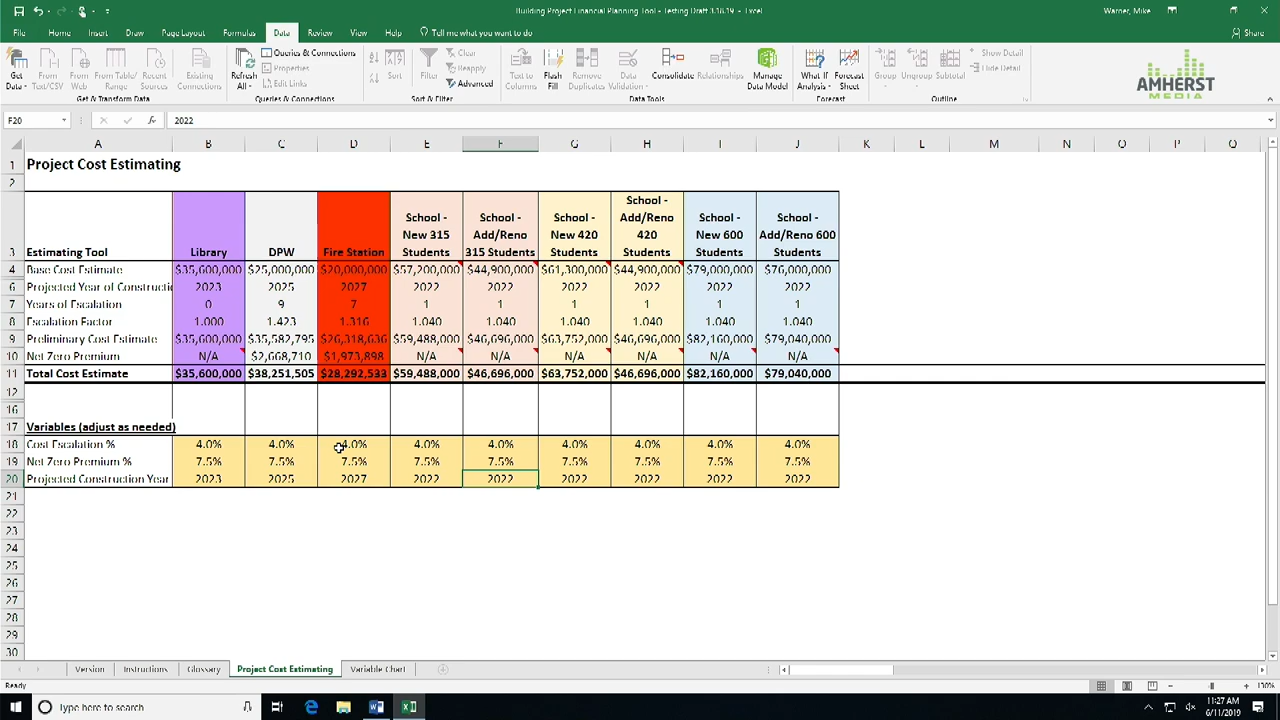 Building Project Financial Planning Tool - Testing Draft 3.18.19 - Excel
Warner, Mike
File Home Insert Draw Page Layout Formulas Data Review View Help Tell me what you want to do Share
Get Data
From Text/CSV
From Web
From Table/Range
Recent Sources
Existing Connections
Get & Transform Data
Refresh All
Queries & Connections
Properties
Edit Links
Queries & Connections
Sort
Filter
Clear
Reapply
Advanced
Sort & Filter
Text to Columns
Flash Fill
Remove Duplicates
Data Validation
Consolidate
Relationships
Manage Data Model
Data Tools
What If Analysis
Forecast Sheet
Forecast
Group
Ungroup
Subtotal
Show Detail
Hide Detail
Outline
AMHERST
MEDIA
F20 fx 2022
A B C D E F G H I J K L M N O P Q
1 Project Cost Estimating
2
3 Estimating Tool Library DPW Fire Station School - New 315 Students School - Add/Reno 315 Students School - New 420 Students School - Add/Reno 420 Students School - New 600 Students School - Add/Reno 600 Students
4 Base Cost Estimate $35,600,000 $25,000,000 $20,000,000 $57,200,000 $44,900,000 $61,300,000 $44,900,000 $79,000,000 $76,000,000
6 Projected Year of Constructi 2023 2025 2027 2022 2022 2022 2022 2022 2022
7 Years of Escalation 0 9 7 1 1 1 1 1 1
8 Escalation Factor 1.000 1.423 1.316 1.040 1.040 1.040 1.040 1.040 1.040
9 Preliminary Cost Estimate $35,600,000 $35,582,795 $26,318,636 $59,488,000 $46,696,000 $63,752,000 $46,696,000 $82,160,000 $79,040,000
10 Net Zero Premium N/A $2,668,710 $1,973,898 N/A N/A N/A N/A N/A N/A
11 Total Cost Estimate $35,600,000 $38,251,505 $28,292,533 $59,488,000 $46,696,000 $63,752,000 $46,696,000 $82,160,000 $79,040,000
12
16
17 Variables (adjust as needed)
18 Cost Escalation % 4.0% 4.0% 4.0% 4.0% 4.0% 4.0% 4.0% 4.0% 4.0%
19 Net Zero Premium % 7.5% 7.5% 7.5% 7.5% 7.5% 7.5% 7.5% 7.5% 7.5%
20 Projected Construction Year 2023 2025 2027 2022 2022 2022 2022 2022 2022
21
22
23
24
25
26
27
28
29
30
Version Instructions Glossary Project Cost Estimating Variable Chart
Ready 130%
Type here to search
11:27 AM
6/11/2019